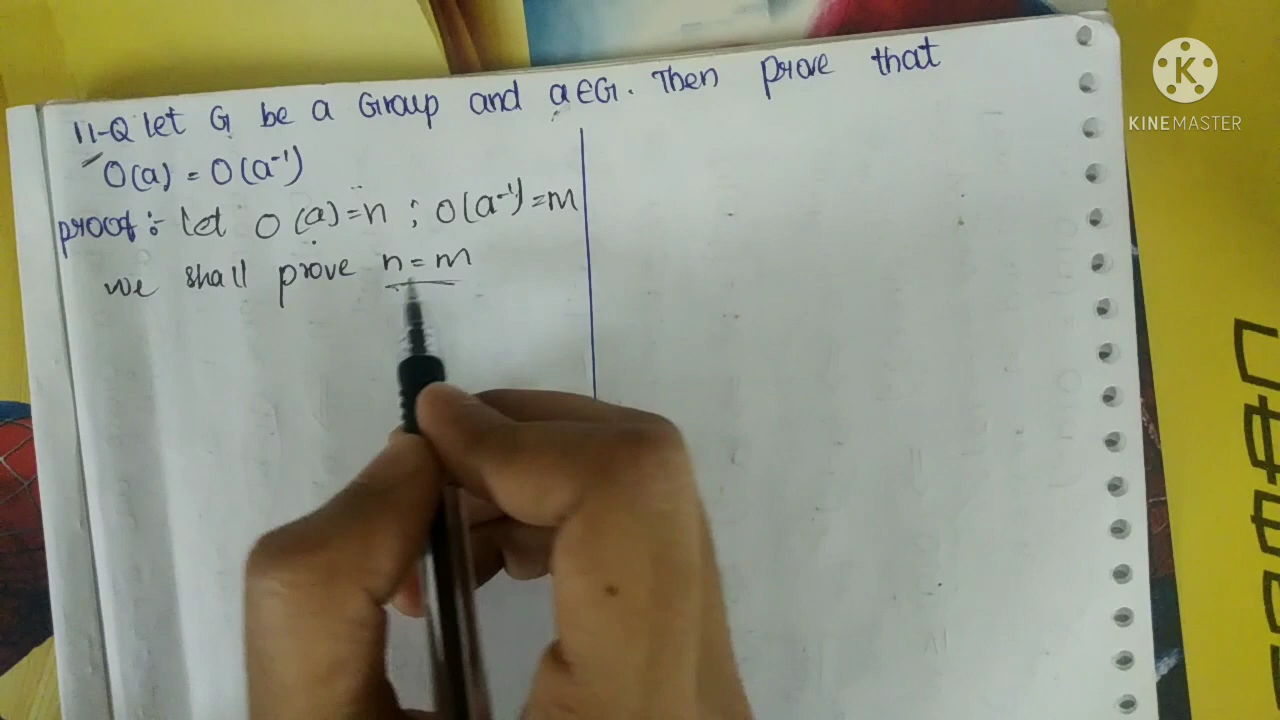 11-Q let G be a Group and a∈G. Then prove that
O(a) = O(a⁻¹)
proof:- let O(a)=n ; O(a⁻¹)=m
we shall prove n=m
K
KINEMASTER